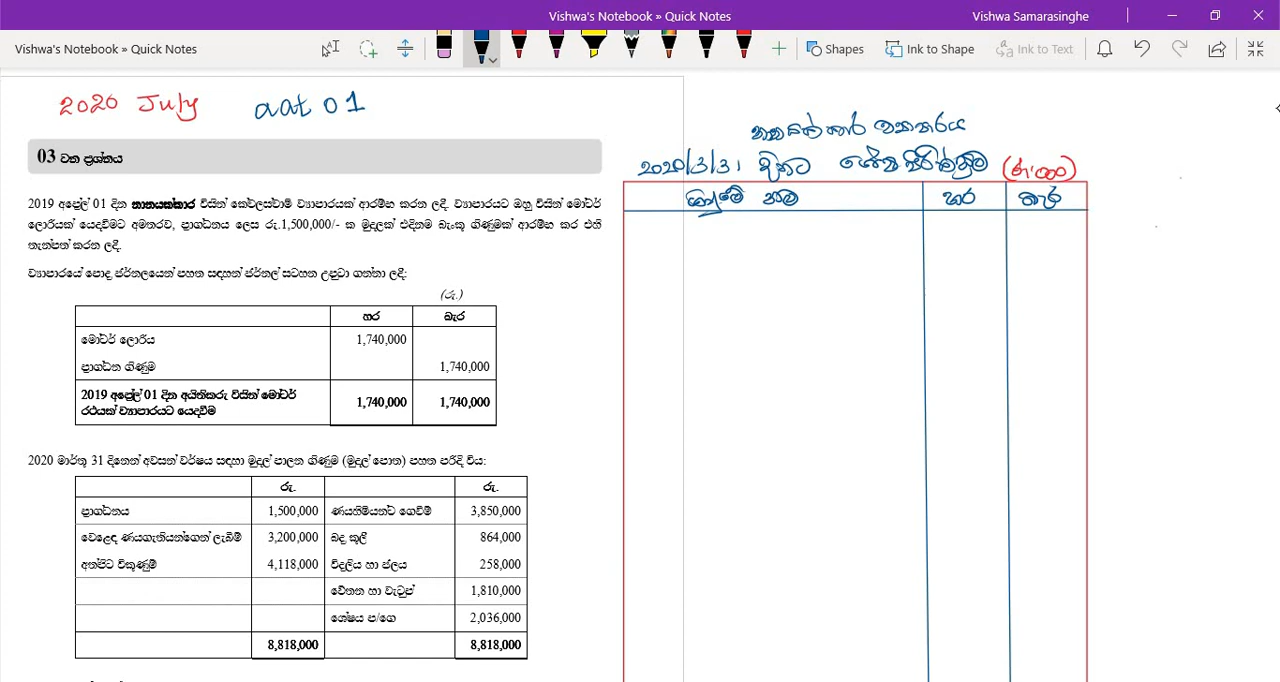 Vishwa's Notebook » Quick Notes
Vishwa Samarasinghe
Vishwa's Notebook » Quick Notes
Shapes
Ink to Shape
Ink to Text
2020 July aat 01
03 වන ප්‍රශ්නය
2019 අප්‍රේල් 01 දින නානයක්කාර විසින් කේට්ලස්ටාම් ව්‍යාපාරයක් ආරම්භ කරන ලදී. ව්‍යාපාරයට ඔහු විසින් මෝටර්
ලොරියක් යෙදවීමට අමතරව, ප්‍රාග්ධනය ලෙස රු.1,500,000/- ක මුදලක් එදිනම බැංකු ගිණුමක් ආරම්භ කර එහි
තැන්පත් කරන ලදී.
ව්‍යාපාරයේ පොදු ජර්නලයෙන් පහත සඳහන් ජර්නල් සටහන උපුටා ගන්නා ලදී:
(රු.)
හර බැර
මෝටර් ලොරිය 1,740,000
ප්‍රාග්ධන ගිණුම 1,740,000
2019 අප්‍රේල් 01 දින අයිතිකරු විසින් මෝටර්
රථයක් ව්‍යාපාරයට යෙදවීම 1,740,000 1,740,000
2020 මාර්තු 31 දිනෙන් අවසන් වර්ෂය සඳහා මුදල් පාලන ගිණුම (මුදල් පොත) පහත පරිදි විය:
රු. රු.
ප්‍රාග්ධනය 1,500,000 ණයහිමියන්ට ගෙවීම් 3,850,000
වෙළෙඳ ණයගැතියන්ගෙන් ලැබීම් 3,200,000 බදු කුලී 864,000
අත්පිට විකුණුම් 4,118,000 විදුලිය හා ජලය 258,000
වේතන හා වැටුප් 1,810,000
ශේෂය ප/ගෙ 2,036,000
8,818,000 8,818,000
2020/3/31 දිනට ශේෂ පිරික්සුම (රු.'000)
ගිණුමේ නම හර බැර